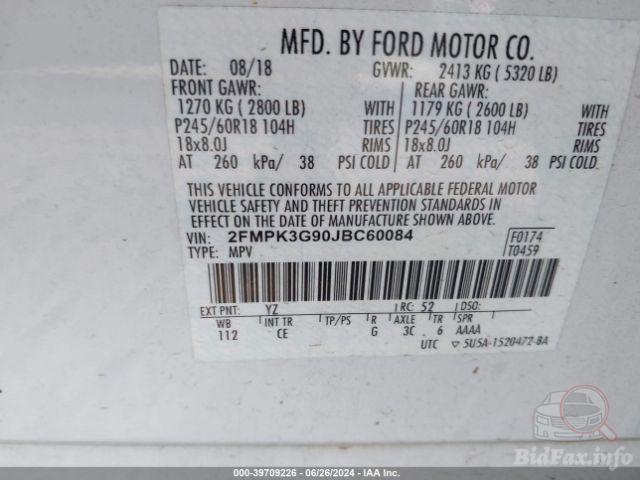 MFD. BY FORD MOTOR CO.
DATE: 08/18 GVWR: 2413 KG ( 5320 LB)
FRONT GAWR: REAR GAWR:
1270 KG ( 2800 LB) WITH 1179 KG ( 2600 LB) WITH
P245/60R18 104H TIRES P245/60R18 104H TIRES
18x8.0J RIMS 18x8.0J RIMS
AT 260 kPa/ 38 PSI COLD AT 260 kPa/ 38 PSI COLD
THIS VEHICLE CONFORMS TO ALL APPLICABLE FEDERAL MOTOR
VEHICLE SAFETY AND THEFT PREVENTION STANDARDS IN
EFFECT ON THE DATE OF MANUFACTURE SHOWN ABOVE.
VIN: 2FMPK3G90JBC60084 F0174
TYPE: MPV T0459
EXT PNT: YZ RC: 52 DSO:
WB INT TR TP/PS R AXLE TR SPR
112 CE G 3C 6 AAAA
UTC ▽ 5U5A-1520472-BA
BidFax.info
000-39709226 - 06/26/2024 - IAA Inc.